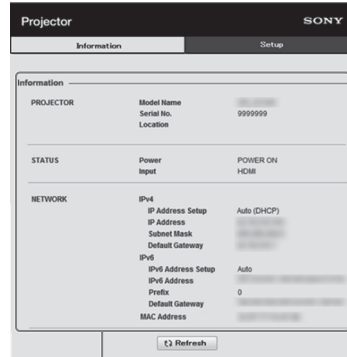 Projector SONY
Information Setup
Information
PROJECTOR Model Name
Serial No. 9999999
Location
STATUS Power POWER ON
Input HDMI
NETWORK IPv4
IP Address Setup Auto (DHCP)
IP Address
Subnet Mask
Default Gateway
IPv6
IPv6 Address Setup Auto
IPv6 Address
Prefix 0
Default Gateway
MAC Address
Refresh